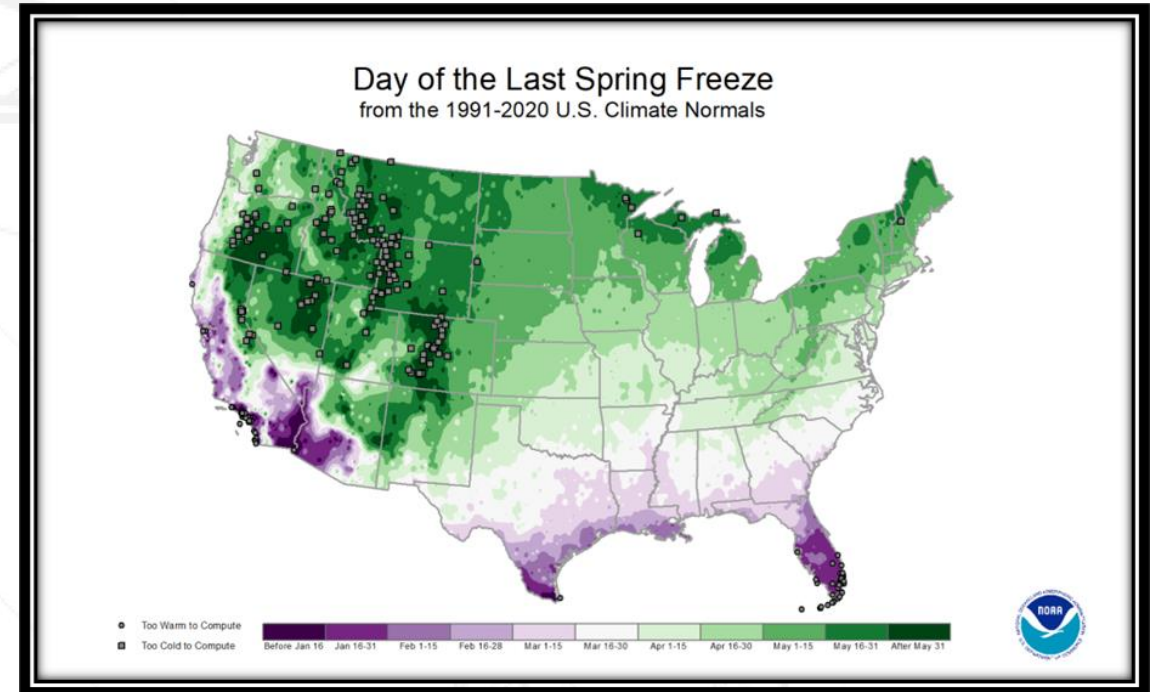 Day of the Last Spring Freeze
from the 1991-2020 U.S. Climate Normals
Too Warm to Compute
Too Cold to Compute
Before Jan 16 Jan 16-31 Feb 1-15 Feb 16-28 Mar 1-15 Mar 16-30 Apr 1-15 Apr 16-30 May 1-15 May 16-31 After May 31
NOAA